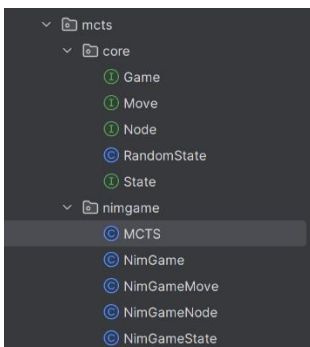 mcts
core
I Game
I Move
I Node
C RandomState
I State
nimgame
C MCTS
C NimGame
C NimGameMove
C NimGameNode
C NimGameState